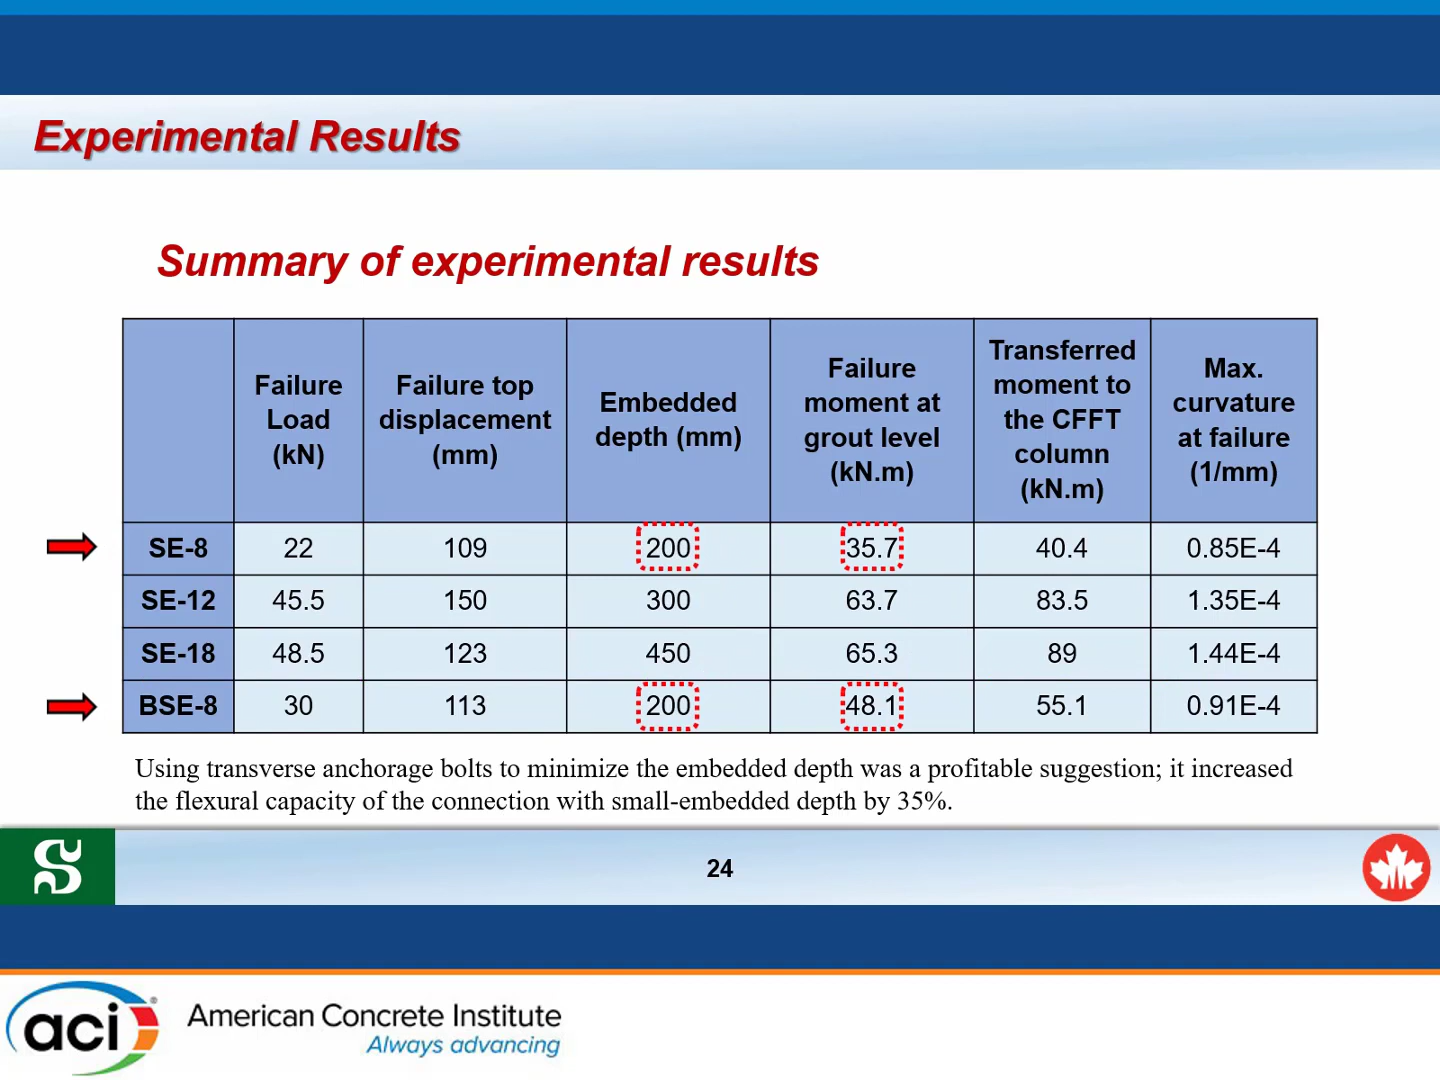 Experimental Results
Summary of experimental results
Failure Load (kN) Failure top displacement (mm) Embedded depth (mm) Failure moment at grout level (kN.m) Transferred moment to the CFFT column (kN.m) Max. curvature at failure (1/mm)
SE-8 22 109 200 35.7 40.4 0.85E-4
SE-12 45.5 150 300 63.7 83.5 1.35E-4
SE-18 48.5 123 450 65.3 89 1.44E-4
BSE-8 30 113 200 48.1 55.1 0.91E-4
Using transverse anchorage bolts to minimize the embedded depth was a profitable suggestion; it increased
the flexural capacity of the connection with small-embedded depth by 35%.
24
aci® American Concrete Institute
Always advancing